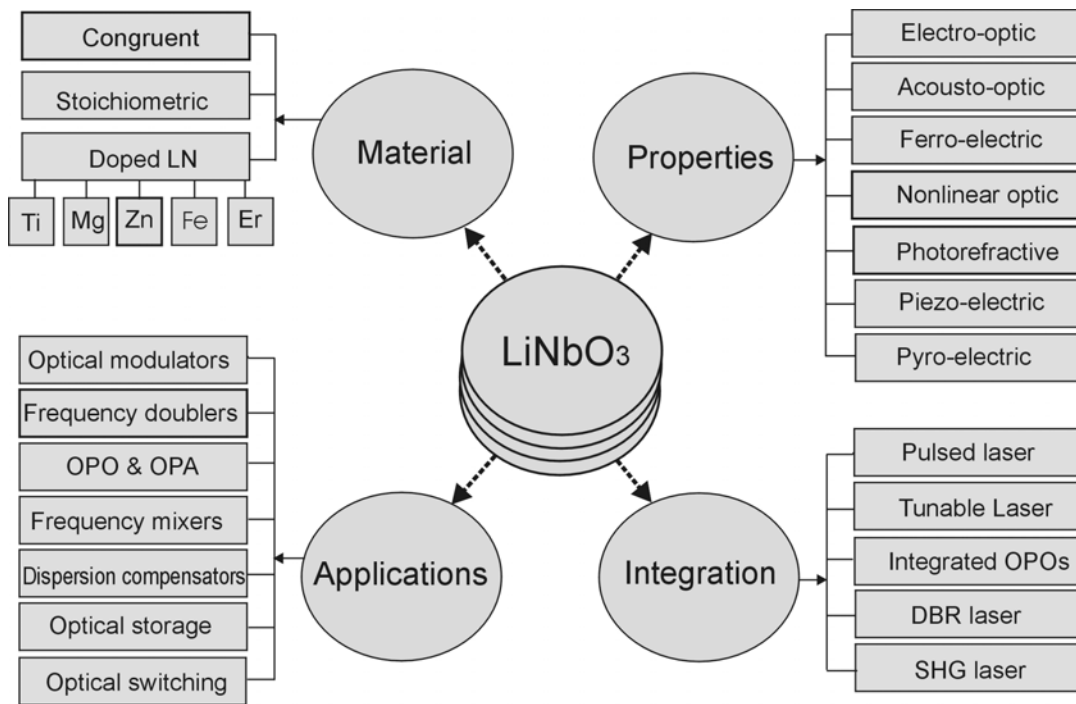 Congruent
Stoichiometric
Doped LN
Ti Mg Zn Fe Er
Material
Properties
Electro-optic
Acousto-optic
Ferro-electric
Nonlinear optic
Photorefractive
Piezo-electric
Pyro-electric
LiNbO3
Optical modulators
Frequency doublers
OPO & OPA
Frequency mixers
Dispersion compensators
Optical storage
Optical switching
Applications
Integration
Pulsed laser
Tunable Laser
Integrated OPOs
DBR laser
SHG laser